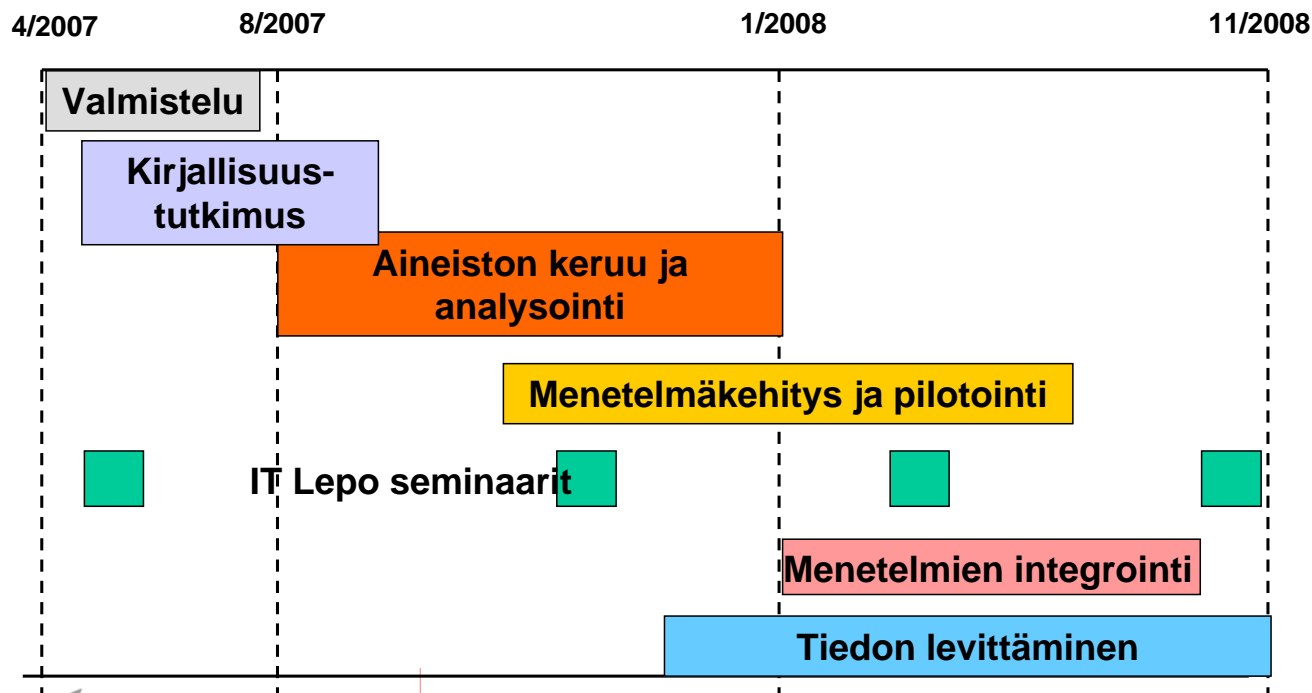 4/2007
8/2007
1/2008
11/2008
Valmistelu
Kirjallisuus-
tutkimus
Aineiston keruu ja
analysointi
Menetelmäkehitys ja pilotointi
IT Lepo seminaarit
Menetelmien integrointi
Tiedon levittäminen